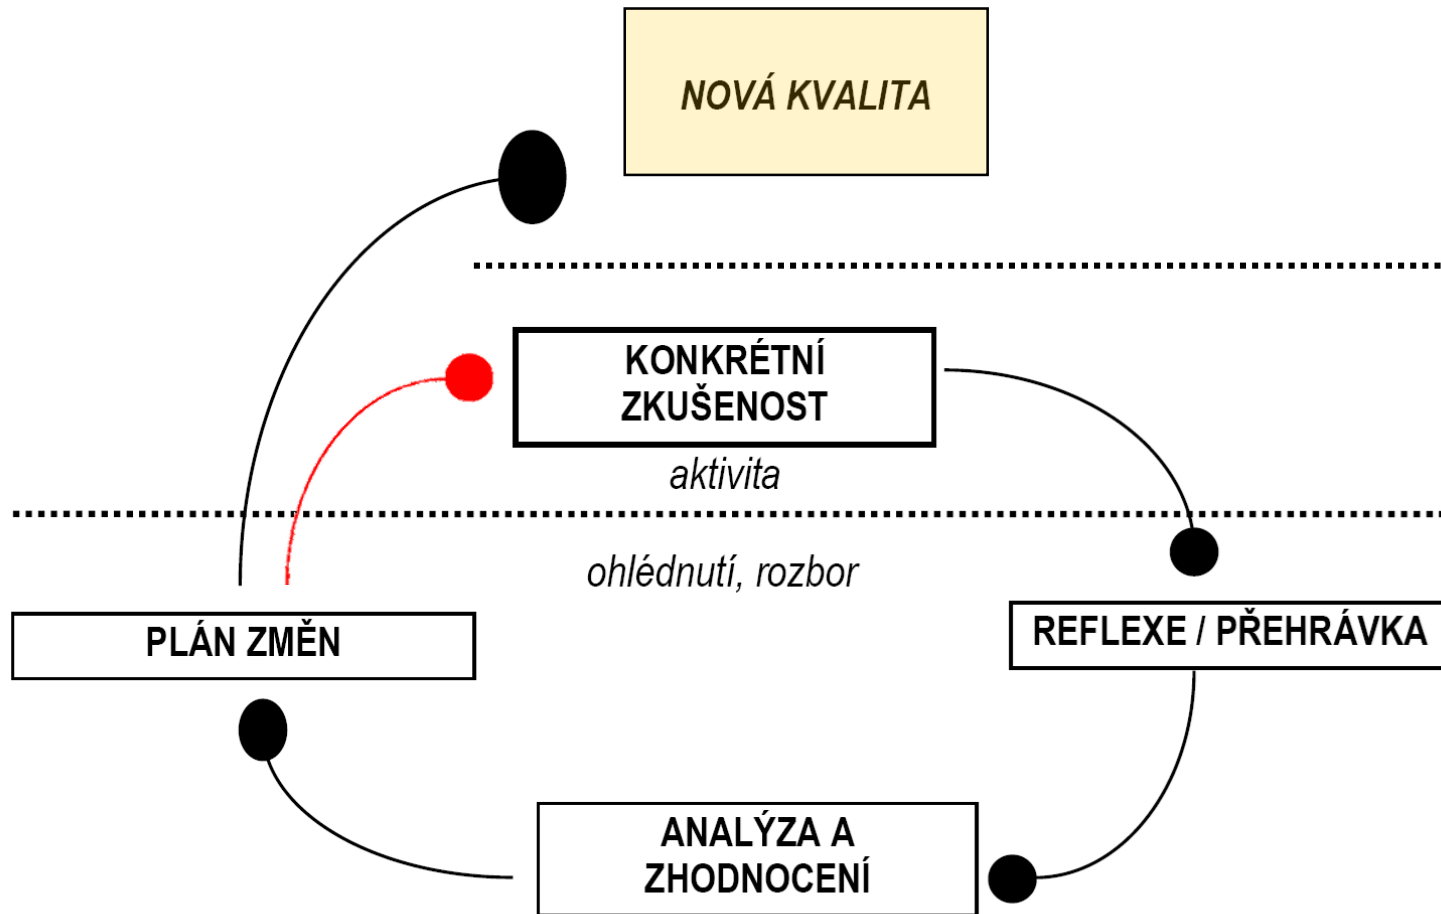 NOVÁ KVALITA
KONKRÉTNÍ
ZKUŠENOST
aktivita
ohlédnutí, rozbor
PLÁN ZMĚN
REFLEXE / PŘEHRÁVKA
ANALÝZA A
ZHODNOCENÍ